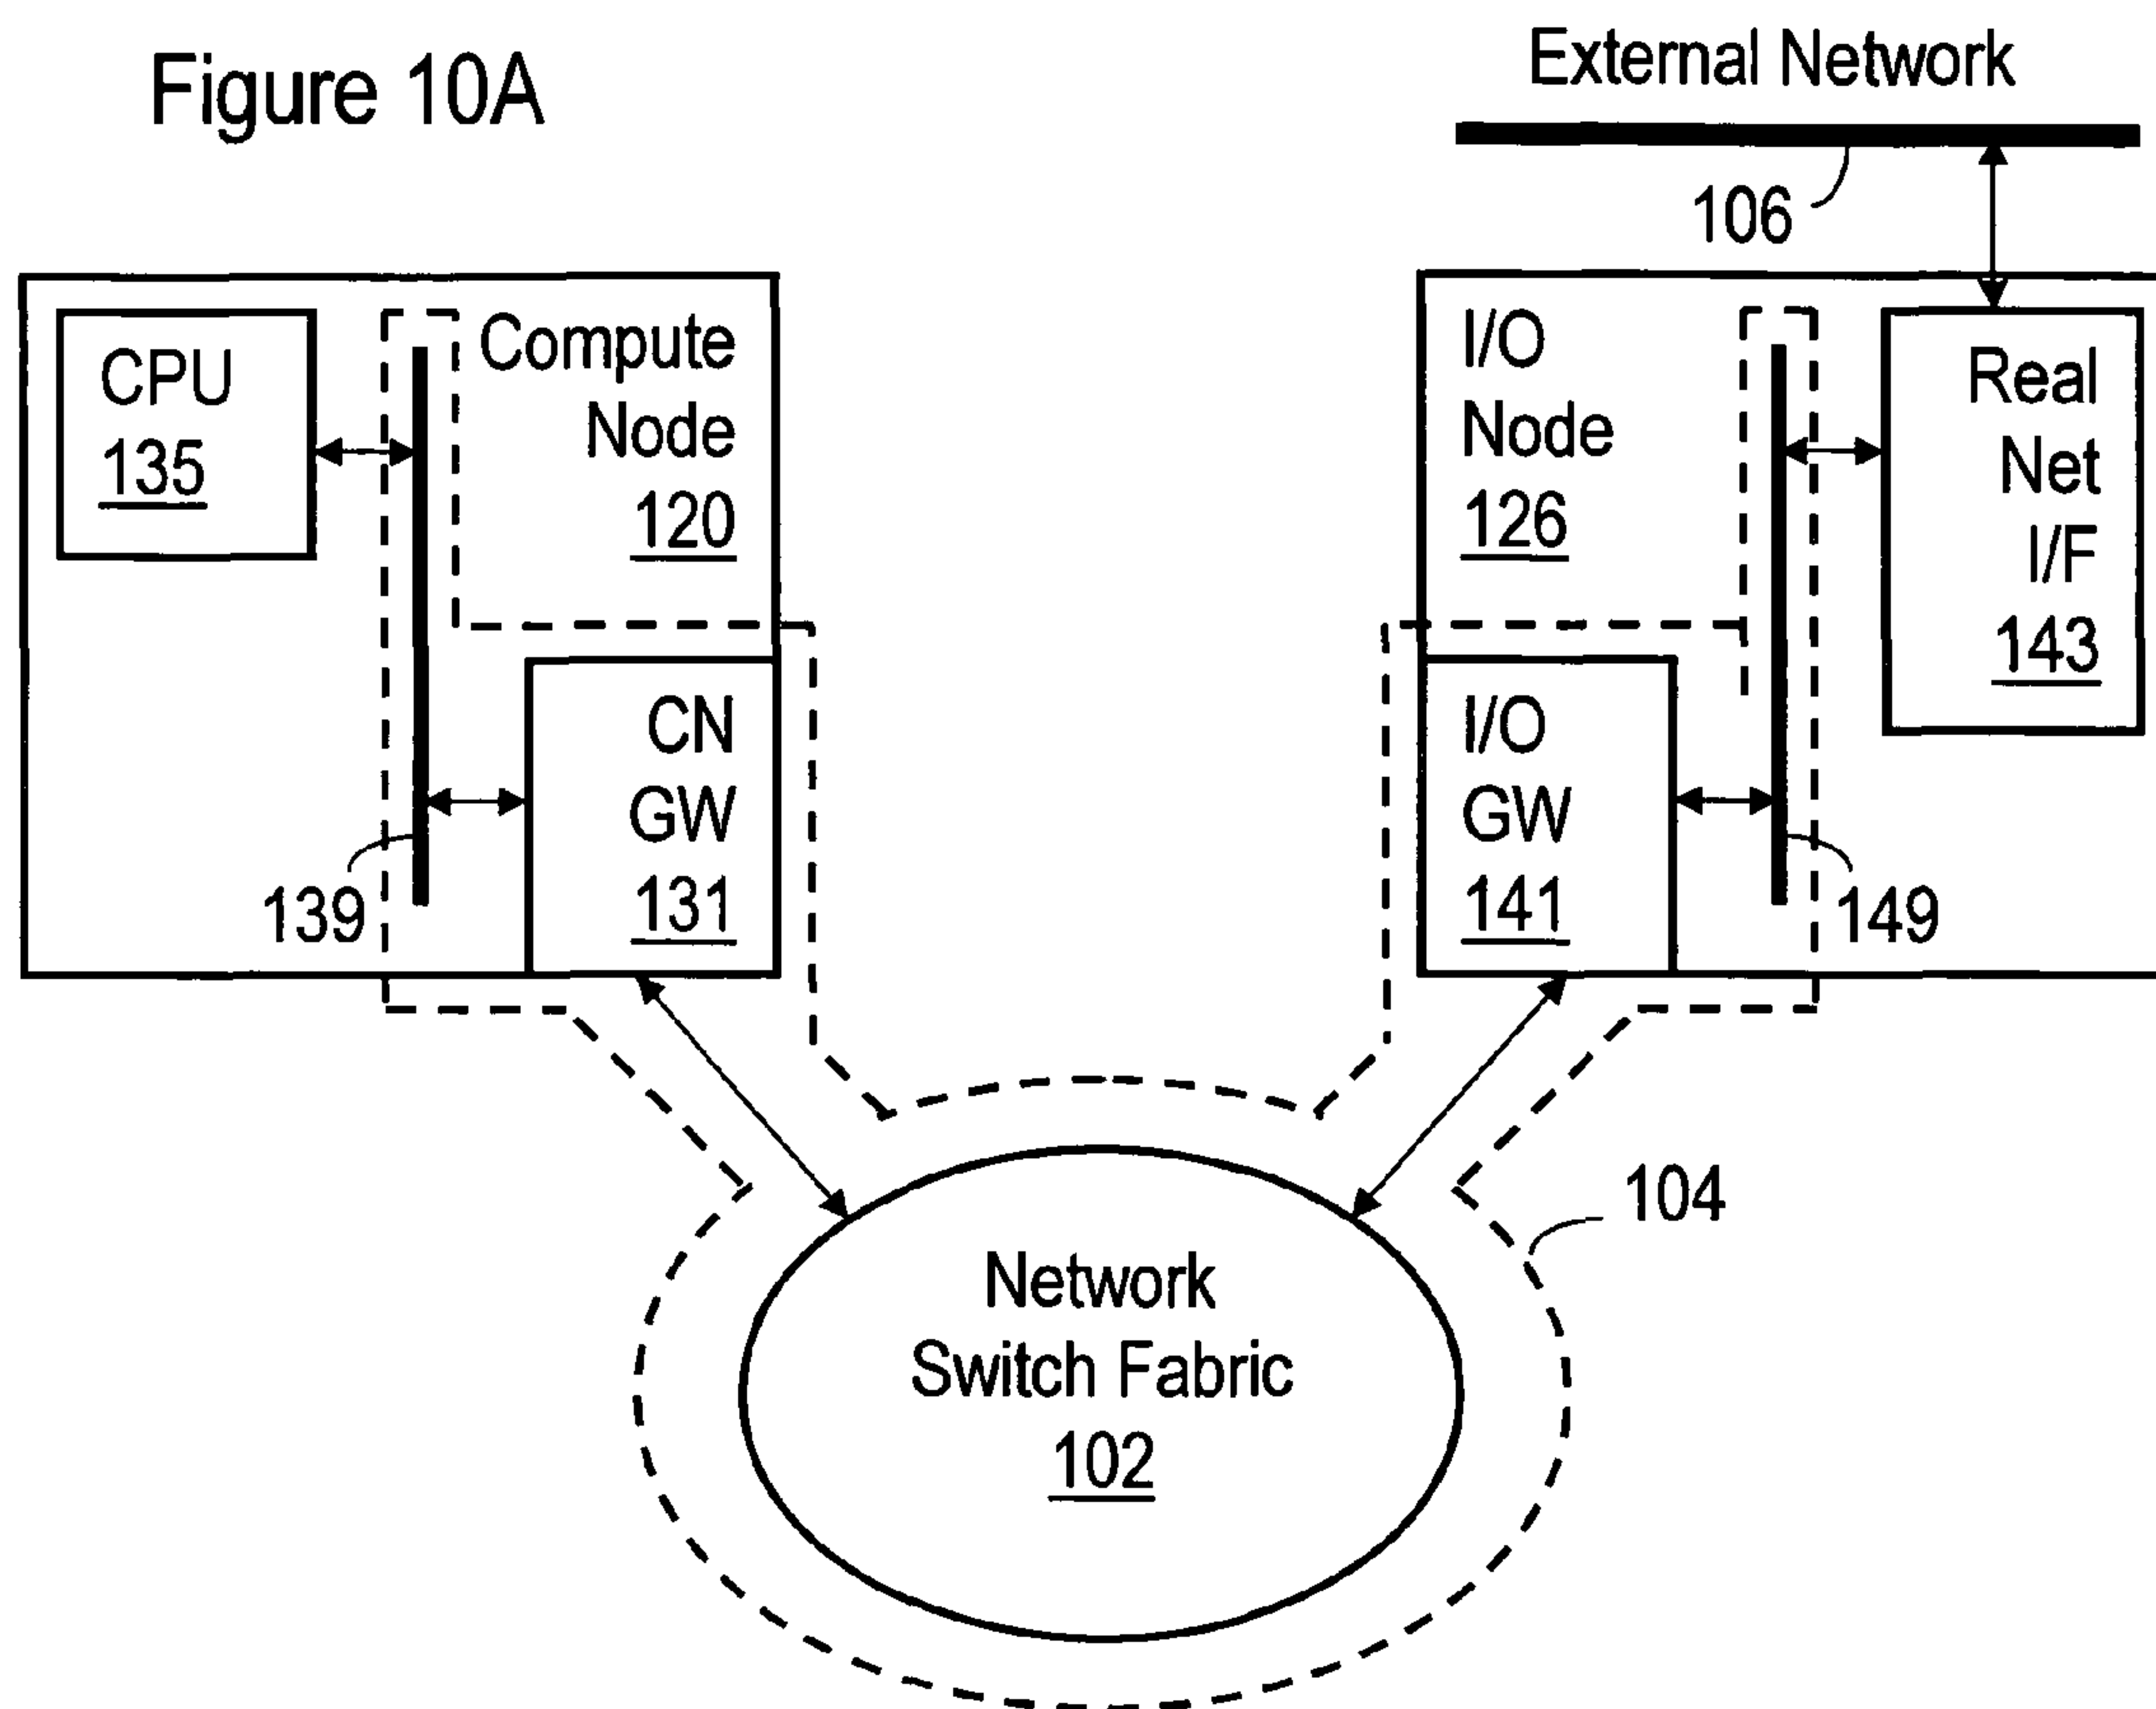 Figure 10A
External Network
106
CPU
135
Compute
Node
120
CN
GW
131
139
I/O
Node
126
Real
Net
I/F
143
I/O
GW
141
149
104
Network
Switch Fabric
102